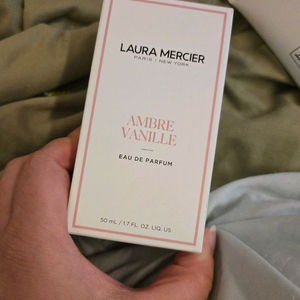 LAURA MERCIER
PARIS | NEW YORK
AMBRE
VANILLE
EAU DE PARFUM
50 mL / 1.7 FL. OZ. LIQ. US